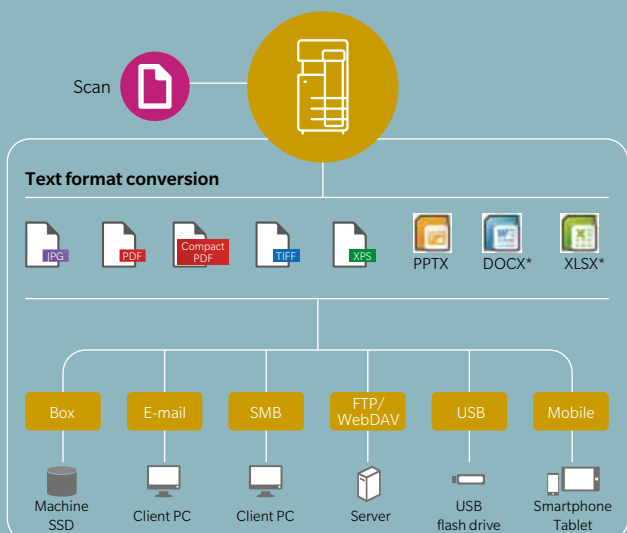 Scan
Text format conversion
JPG
PDF
Compact
PDF
TIFF
XPS
PPTX
DOCX*
XLSX*
Box
E-mail
SMB
FTP/
WebDAV
USB
Mobile
Machine
SSD
Client PC
Client PC
Server
USB
flash drive
Smartphone
Tablet